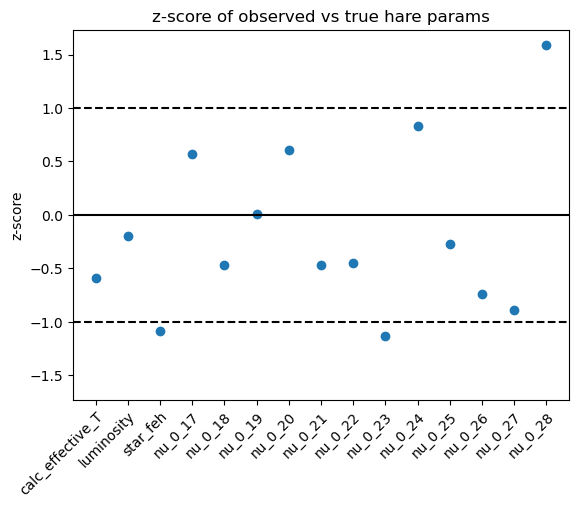 z-score of observed vs true hare params
z-score
1.5
1.0
0.5
0.0
−0.5
−1.0
−1.5
calc_effective_T
luminosity
star_feh
nu_0_17
nu_0_18
nu_0_19
nu_0_20
nu_0_21
nu_0_22
nu_0_23
nu_0_24
nu_0_25
nu_0_26
nu_0_27
nu_0_28